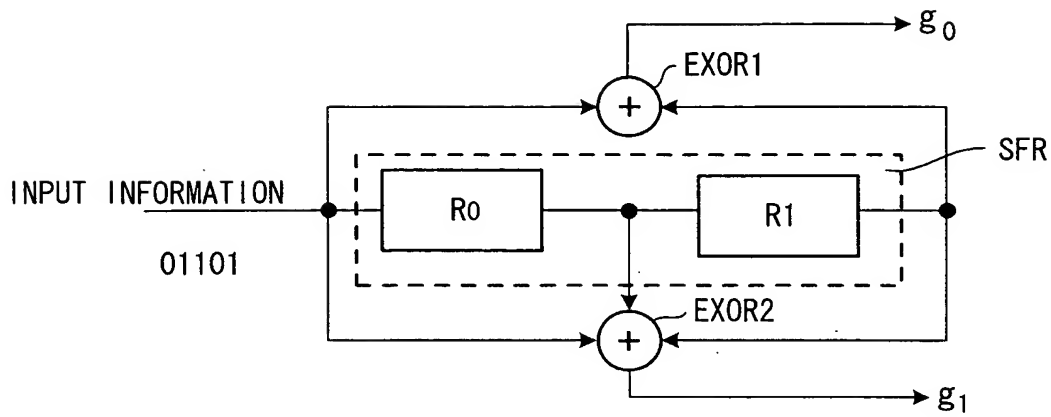 g0
EXOR1
+
SFR
INPUT INFORMATION
R0
R1
01101
EXOR2
+
g1